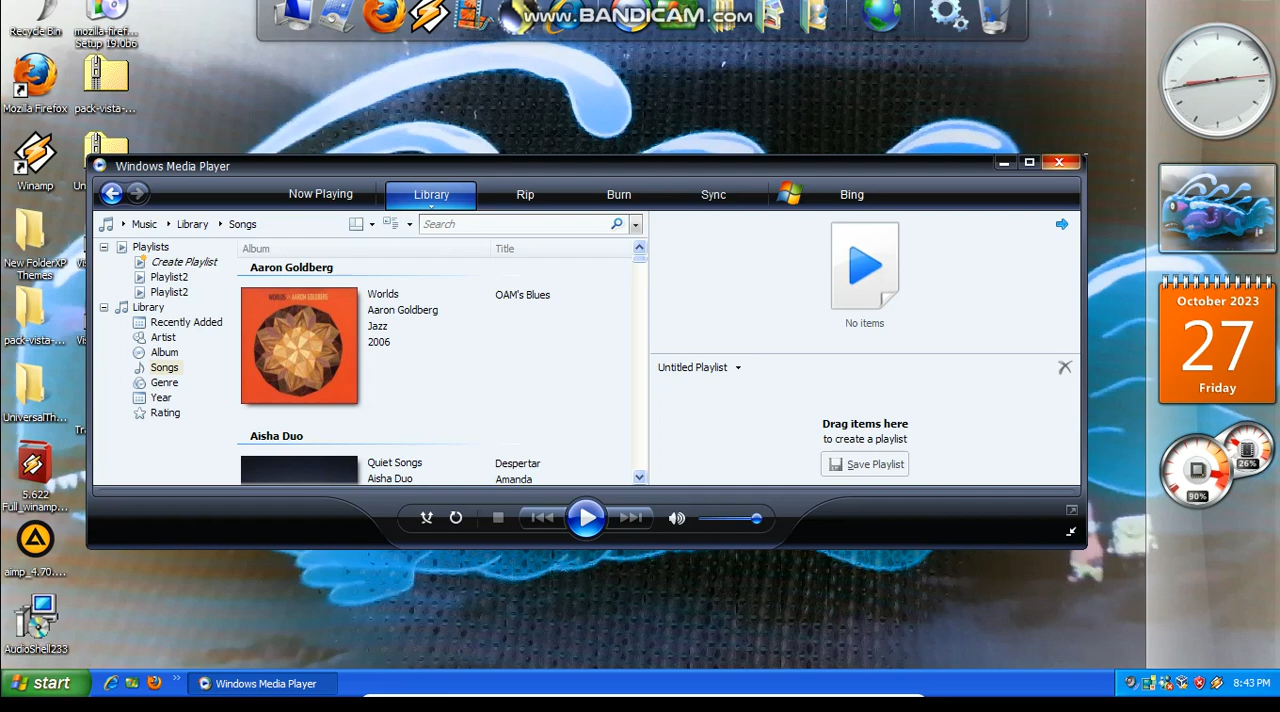 www.BANDICAM.com
Recycle Bin
mozilla-firef...
Setup 19.0b6
Mozilla Firefox
pack-vista-...
Winamp
New FolderXP
Themes
pack-vista-...
UniversalTh...
5.622
Full_winamp...
aimp_4.70....
AudioShell233
Windows Media Player
Now Playing
Library
Rip
Burn
Sync
Bing
Music
Library
Songs
Search
Playlists
Create Playlist
Playlist2
Playlist2
Library
Recently Added
Artist
Album
Songs
Genre
Year
Rating
Album
Title
Aaron Goldberg
Worlds
Aaron Goldberg
Jazz
2006
OAM's Blues
Aisha Duo
Quiet Songs
Aisha Duo
Despertar
Amanda
No items
Untitled Playlist
Drag items here
to create a playlist
Save Playlist
October 2023
27
Friday
26%
90%
start
Windows Media Player
8:43 PM